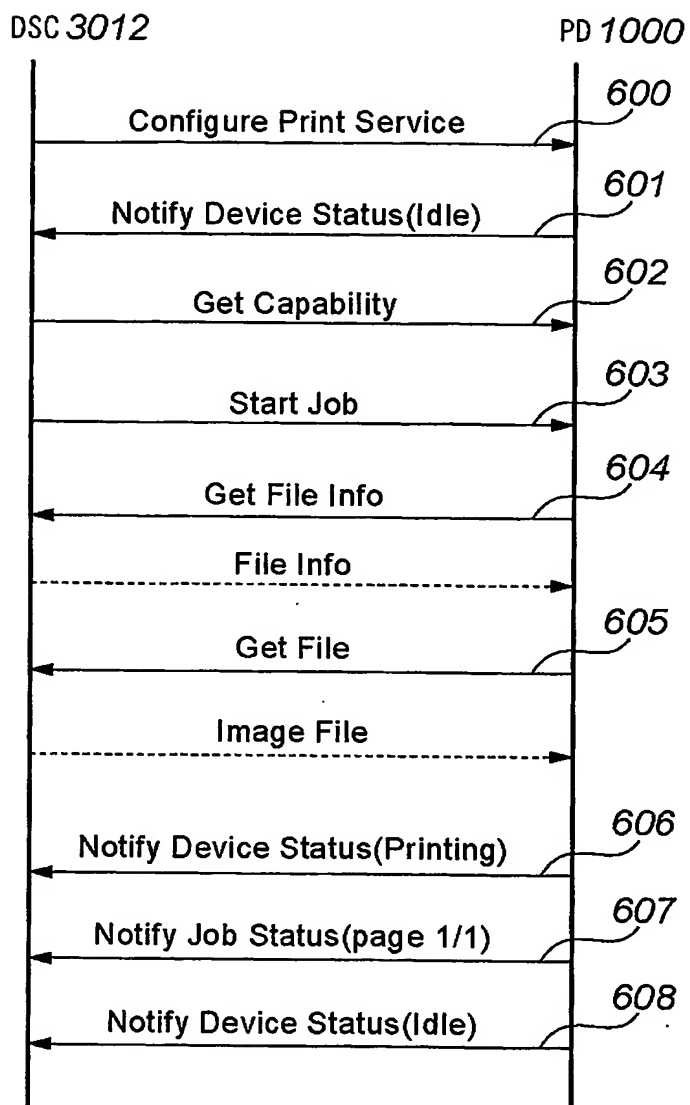 DSC 3012 PD 1000
600
Configure Print Service
601
Notify Device Status(Idle)
602
Get Capability
603
Start Job
604
Get File Info
File Info
605
Get File
Image File
606
Notify Device Status(Printing)
607
Notify Job Status(page 1/1)
608
Notify Device Status(Idle)